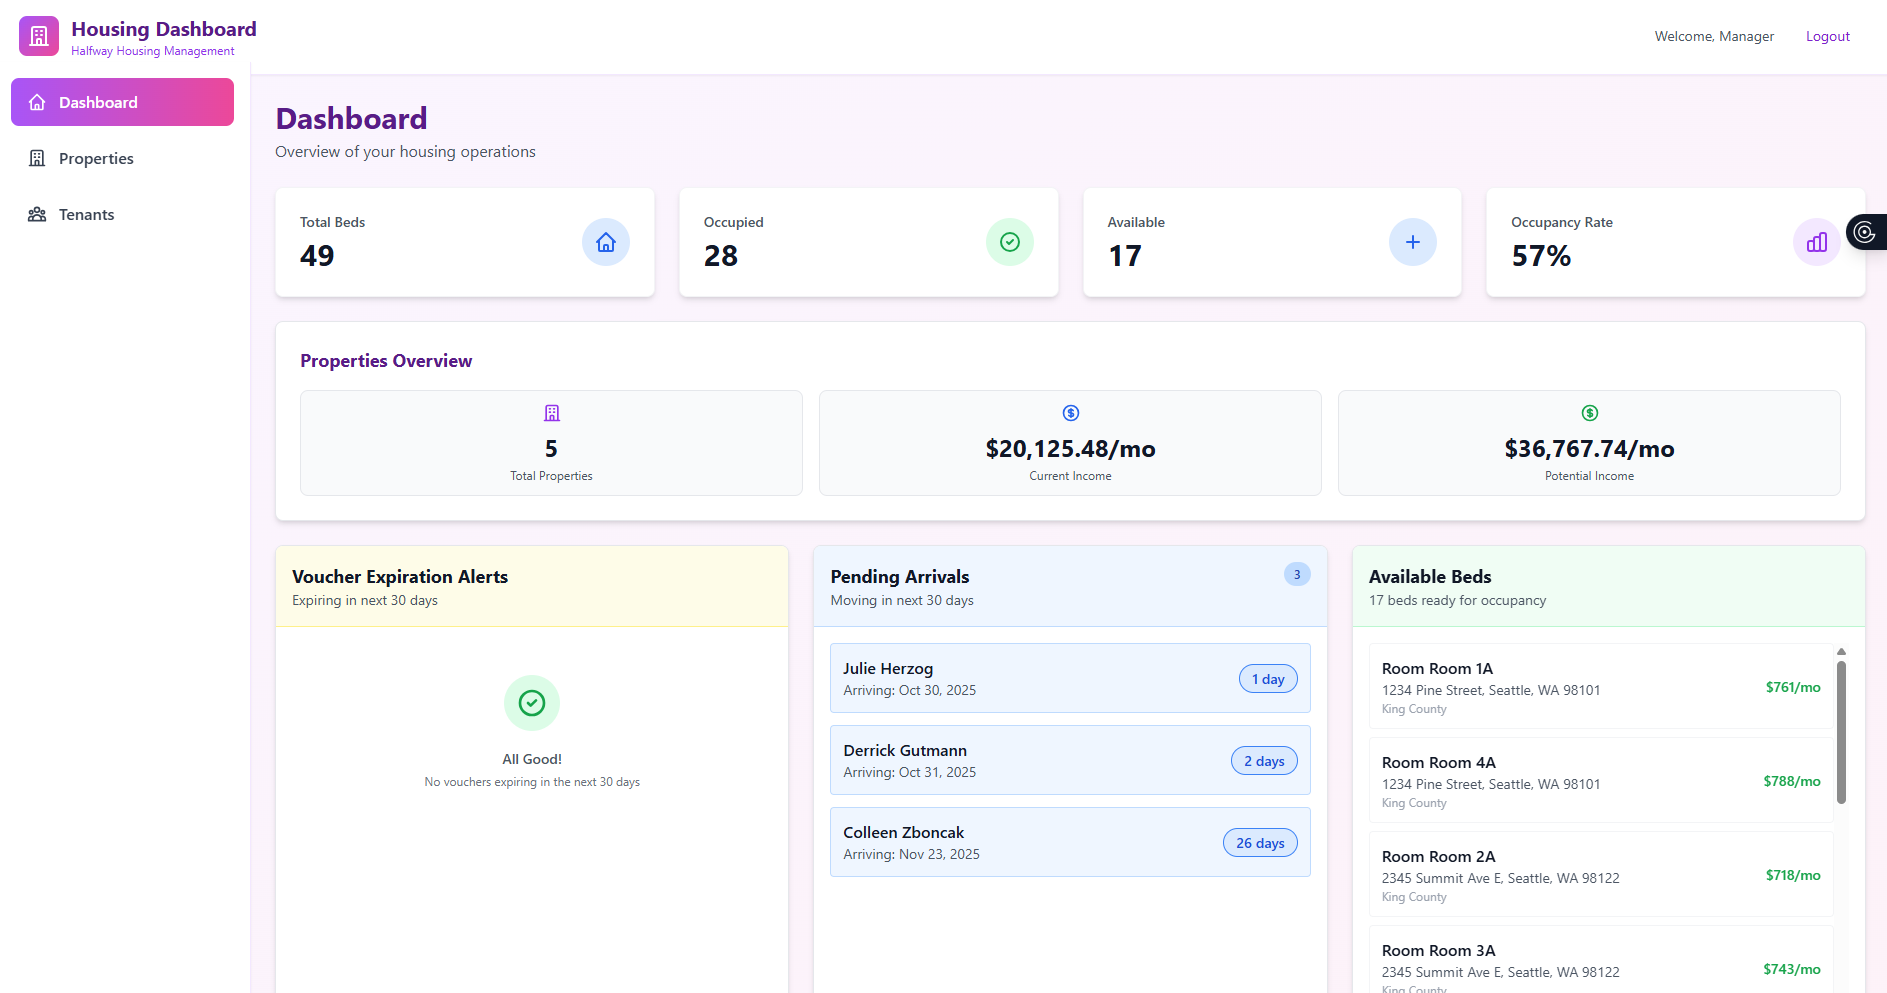 Housing Dashboard
Halfway Housing Management
Welcome, Manager
Logout
Dashboard
Properties
Tenants
Dashboard
Overview of your housing operations
Total Beds
49
Occupied
28
Available
17
Occupancy Rate
57%
Properties Overview
5
Total Properties
$20,125.48/mo
Current Income
$36,767.74/mo
Potential Income
Voucher Expiration Alerts
Expiring in next 30 days
All Good!
No vouchers expiring in the next 30 days
Pending Arrivals
3
Moving in next 30 days
Julie Herzog
Arriving: Oct 30, 2025
1 day
Derrick Gutmann
Arriving: Oct 31, 2025
2 days
Colleen Zboncak
Arriving: Nov 23, 2025
26 days
Available Beds
17 beds ready for occupancy
Room Room 1A
1234 Pine Street, Seattle, WA 98101
King County
$761/mo
Room Room 4A
1234 Pine Street, Seattle, WA 98101
King County
$788/mo
Room Room 2A
2345 Summit Ave E, Seattle, WA 98122
King County
$718/mo
Room Room 3A
2345 Summit Ave E, Seattle, WA 98122
King County
$743/mo